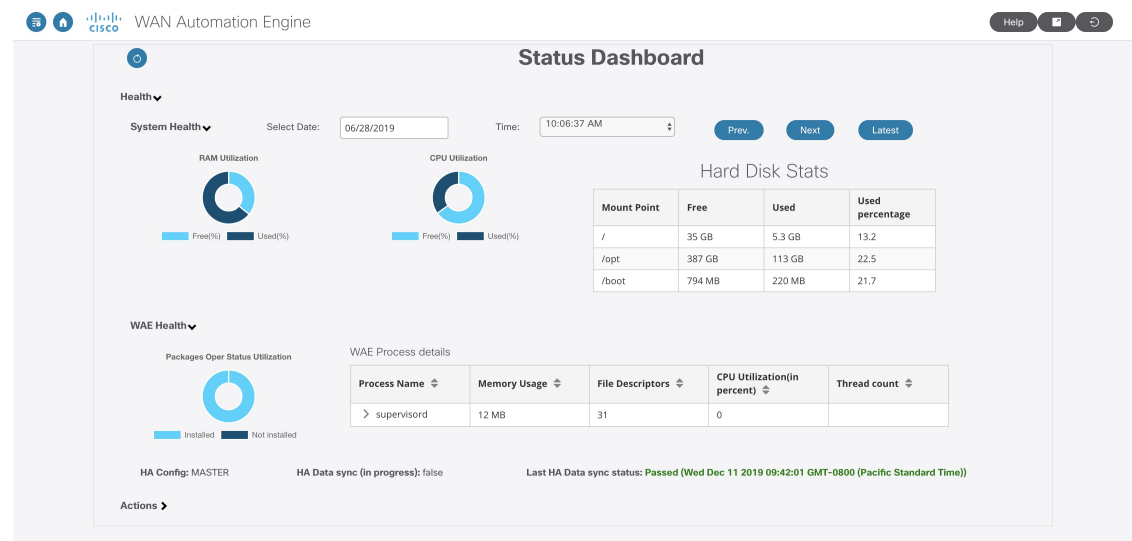 CISCO WAN Automation Engine Help
Status Dashboard
Health
System Health Select Date: 06/28/2019 Time: 10:06:37 AM Prev. Next Latest
RAM Utilization
Free(%) Used(%)
CPU Utilization
Free(%) Used(%)
Hard Disk Stats
Mount Point Free Used Used percentage
/ 35 GB 5.3 GB 13.2
/opt 387 GB 113 GB 22.5
/boot 794 MB 220 MB 21.7
WAE Health
Packages Oper Status Utilization
Installed Not installed
WAE Process details
Process Name Memory Usage File Descriptors CPU Utilization(in percent) Thread count
supervisord 12 MB 31 0
HA Config: MASTER HA Data sync (in progress): false Last HA Data sync status: Passed (Wed Dec 11 2019 09:42:01 GMT-0800 (Pacific Standard Time))
Actions